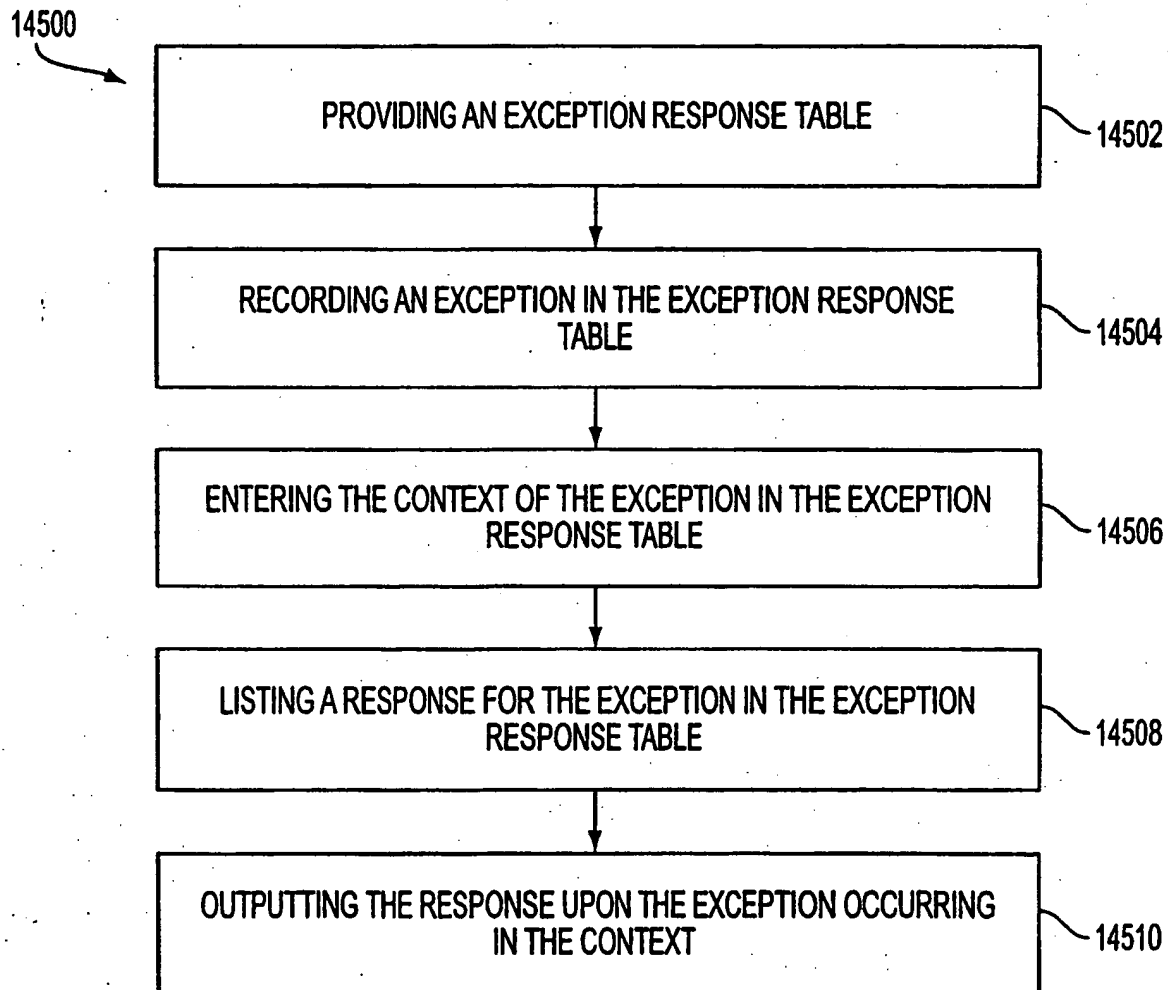 14500
PROVIDING AN EXCEPTION RESPONSE TABLE
14502
RECORDING AN EXCEPTION IN THE EXCEPTION RESPONSE
TABLE
14504
ENTERING THE CONTEXT OF THE EXCEPTION IN THE EXCEPTION
RESPONSE TABLE
14506
LISTING A RESPONSE FOR THE EXCEPTION IN THE EXCEPTION
RESPONSE TABLE
14508
OUTPUTTING THE RESPONSE UPON THE EXCEPTION OCCURRING
IN THE CONTEXT
14510